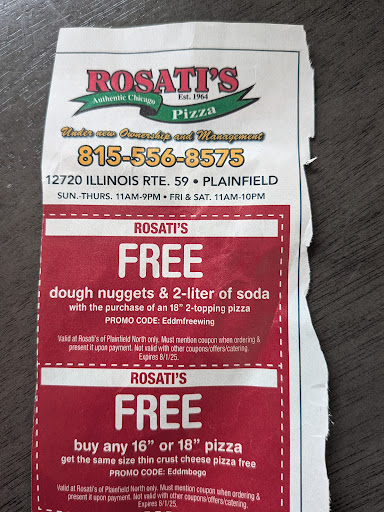 ROSATI'S
Authentic Chicago
Est. 1964
Pizza
Under new Ownership and Management
815-556-8575
12720 ILLINOIS RTE. 59 • PLAINFIELD
SUN.-THURS. 11AM-9PM • FRI & SAT. 11AM-10PM
ROSATI'S
FREE
dough nuggets & 2-liter of soda
with the purchase of an 18" 2-topping pizza
PROMO CODE: Eddmfreewing
Valid at Rosati's of Plainfield North only. Must mention coupon when ordering &
present it upon payment. Not valid with other coupons/offers/catering.
Expires 8/1/25.
ROSATI'S
FREE
buy any 16" or 18" pizza
get the same size thin crust cheese pizza free
PROMO CODE: Eddmbogo
Valid at Rosati's of Plainfield North only. Must mention coupon when ordering &
present it upon payment. Not valid with other coupons/offers/catering.
Expires 8/1/25.